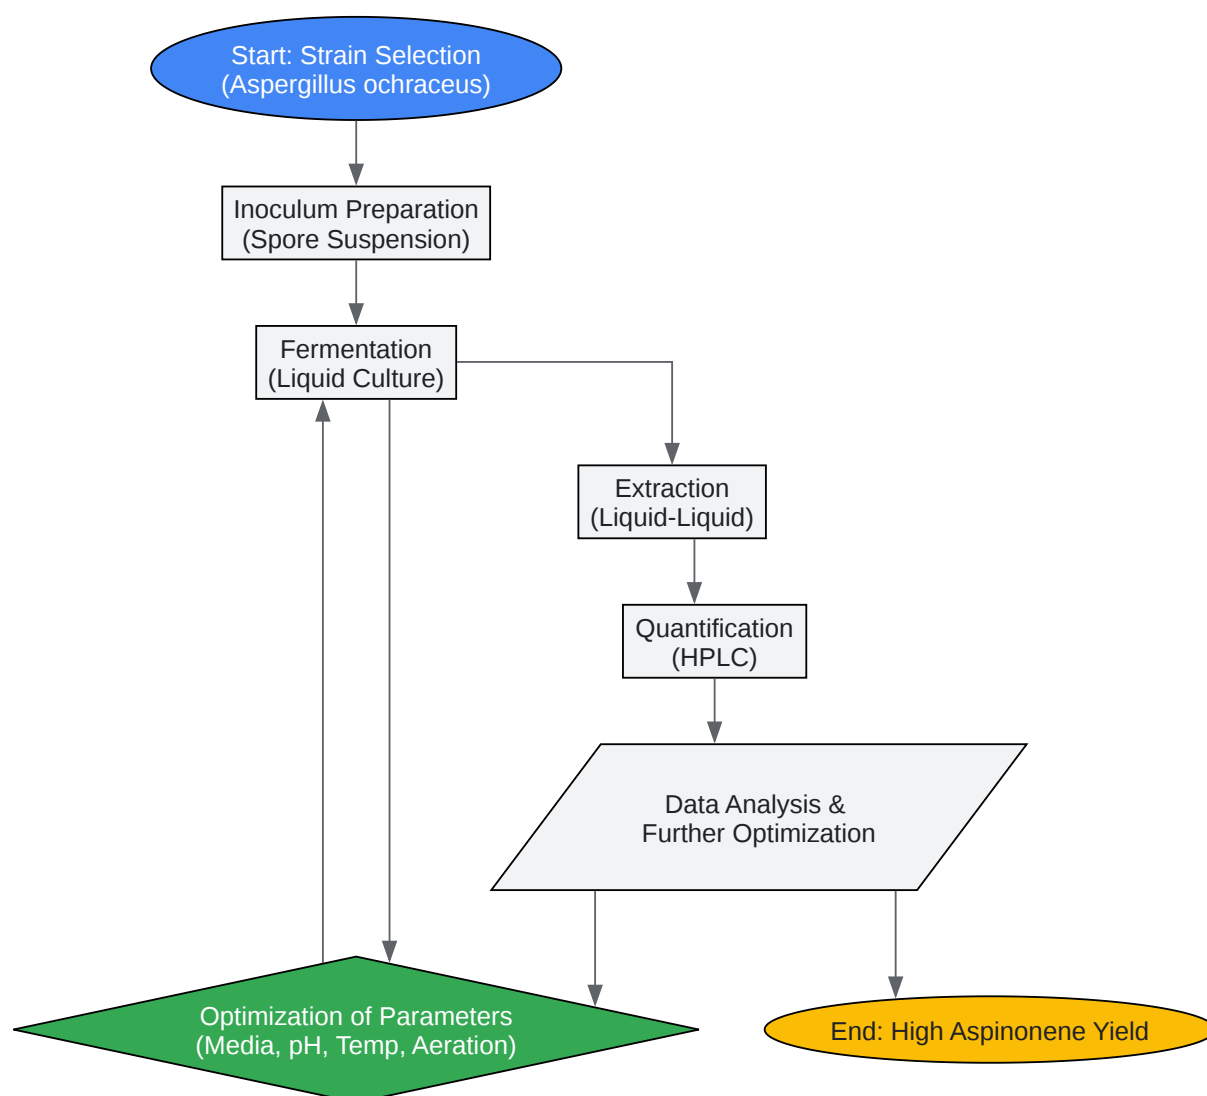 Start: Strain Selection
(Aspergillus ochraceus)
Inoculum Preparation
(Spore Suspension)
Fermentation
(Liquid Culture)
Extraction
(Liquid-Liquid)
Quantification
(HPLC)
Data Analysis &
Further Optimization
Optimization of Parameters
(Media, pH, Temp, Aeration)
End: High Aspinonene Yield